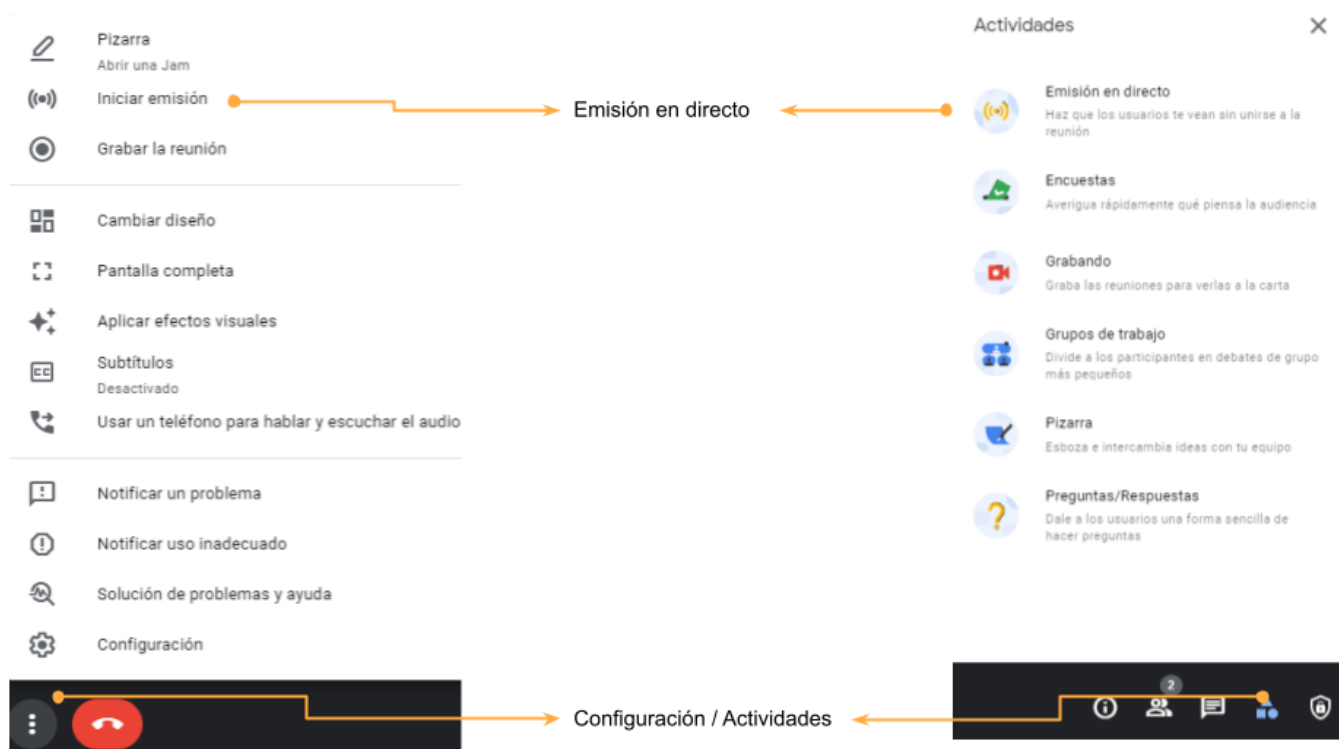 Pizarra
Abrir una Jam
Iniciar emisión
Grabar la reunión
Cambiar diseño
Pantalla completa
Aplicar efectos visuales
CC
Subtítulos
Desactivado
Usar un teléfono para hablar y escuchar el audio
Notificar un problema
Notificar uso inadecuado
Solución de problemas y ayuda
Configuración
Emisión en directo
Configuración / Actividades
Actividades
Emisión en directo
Haz que los usuarios te vean sin unirse a la
reunión
Encuestas
Averigua rápidamente qué piensa la audiencia
Grabando
Graba las reuniones para verlas a la carta
Grupos de trabajo
Divide a los participantes en debates de grupo
más pequeños
Pizarra
Esboza e intercambia ideas con tu equipo
Preguntas/Respuestas
Dale a los usuarios una forma sencilla de
hacer preguntas
2